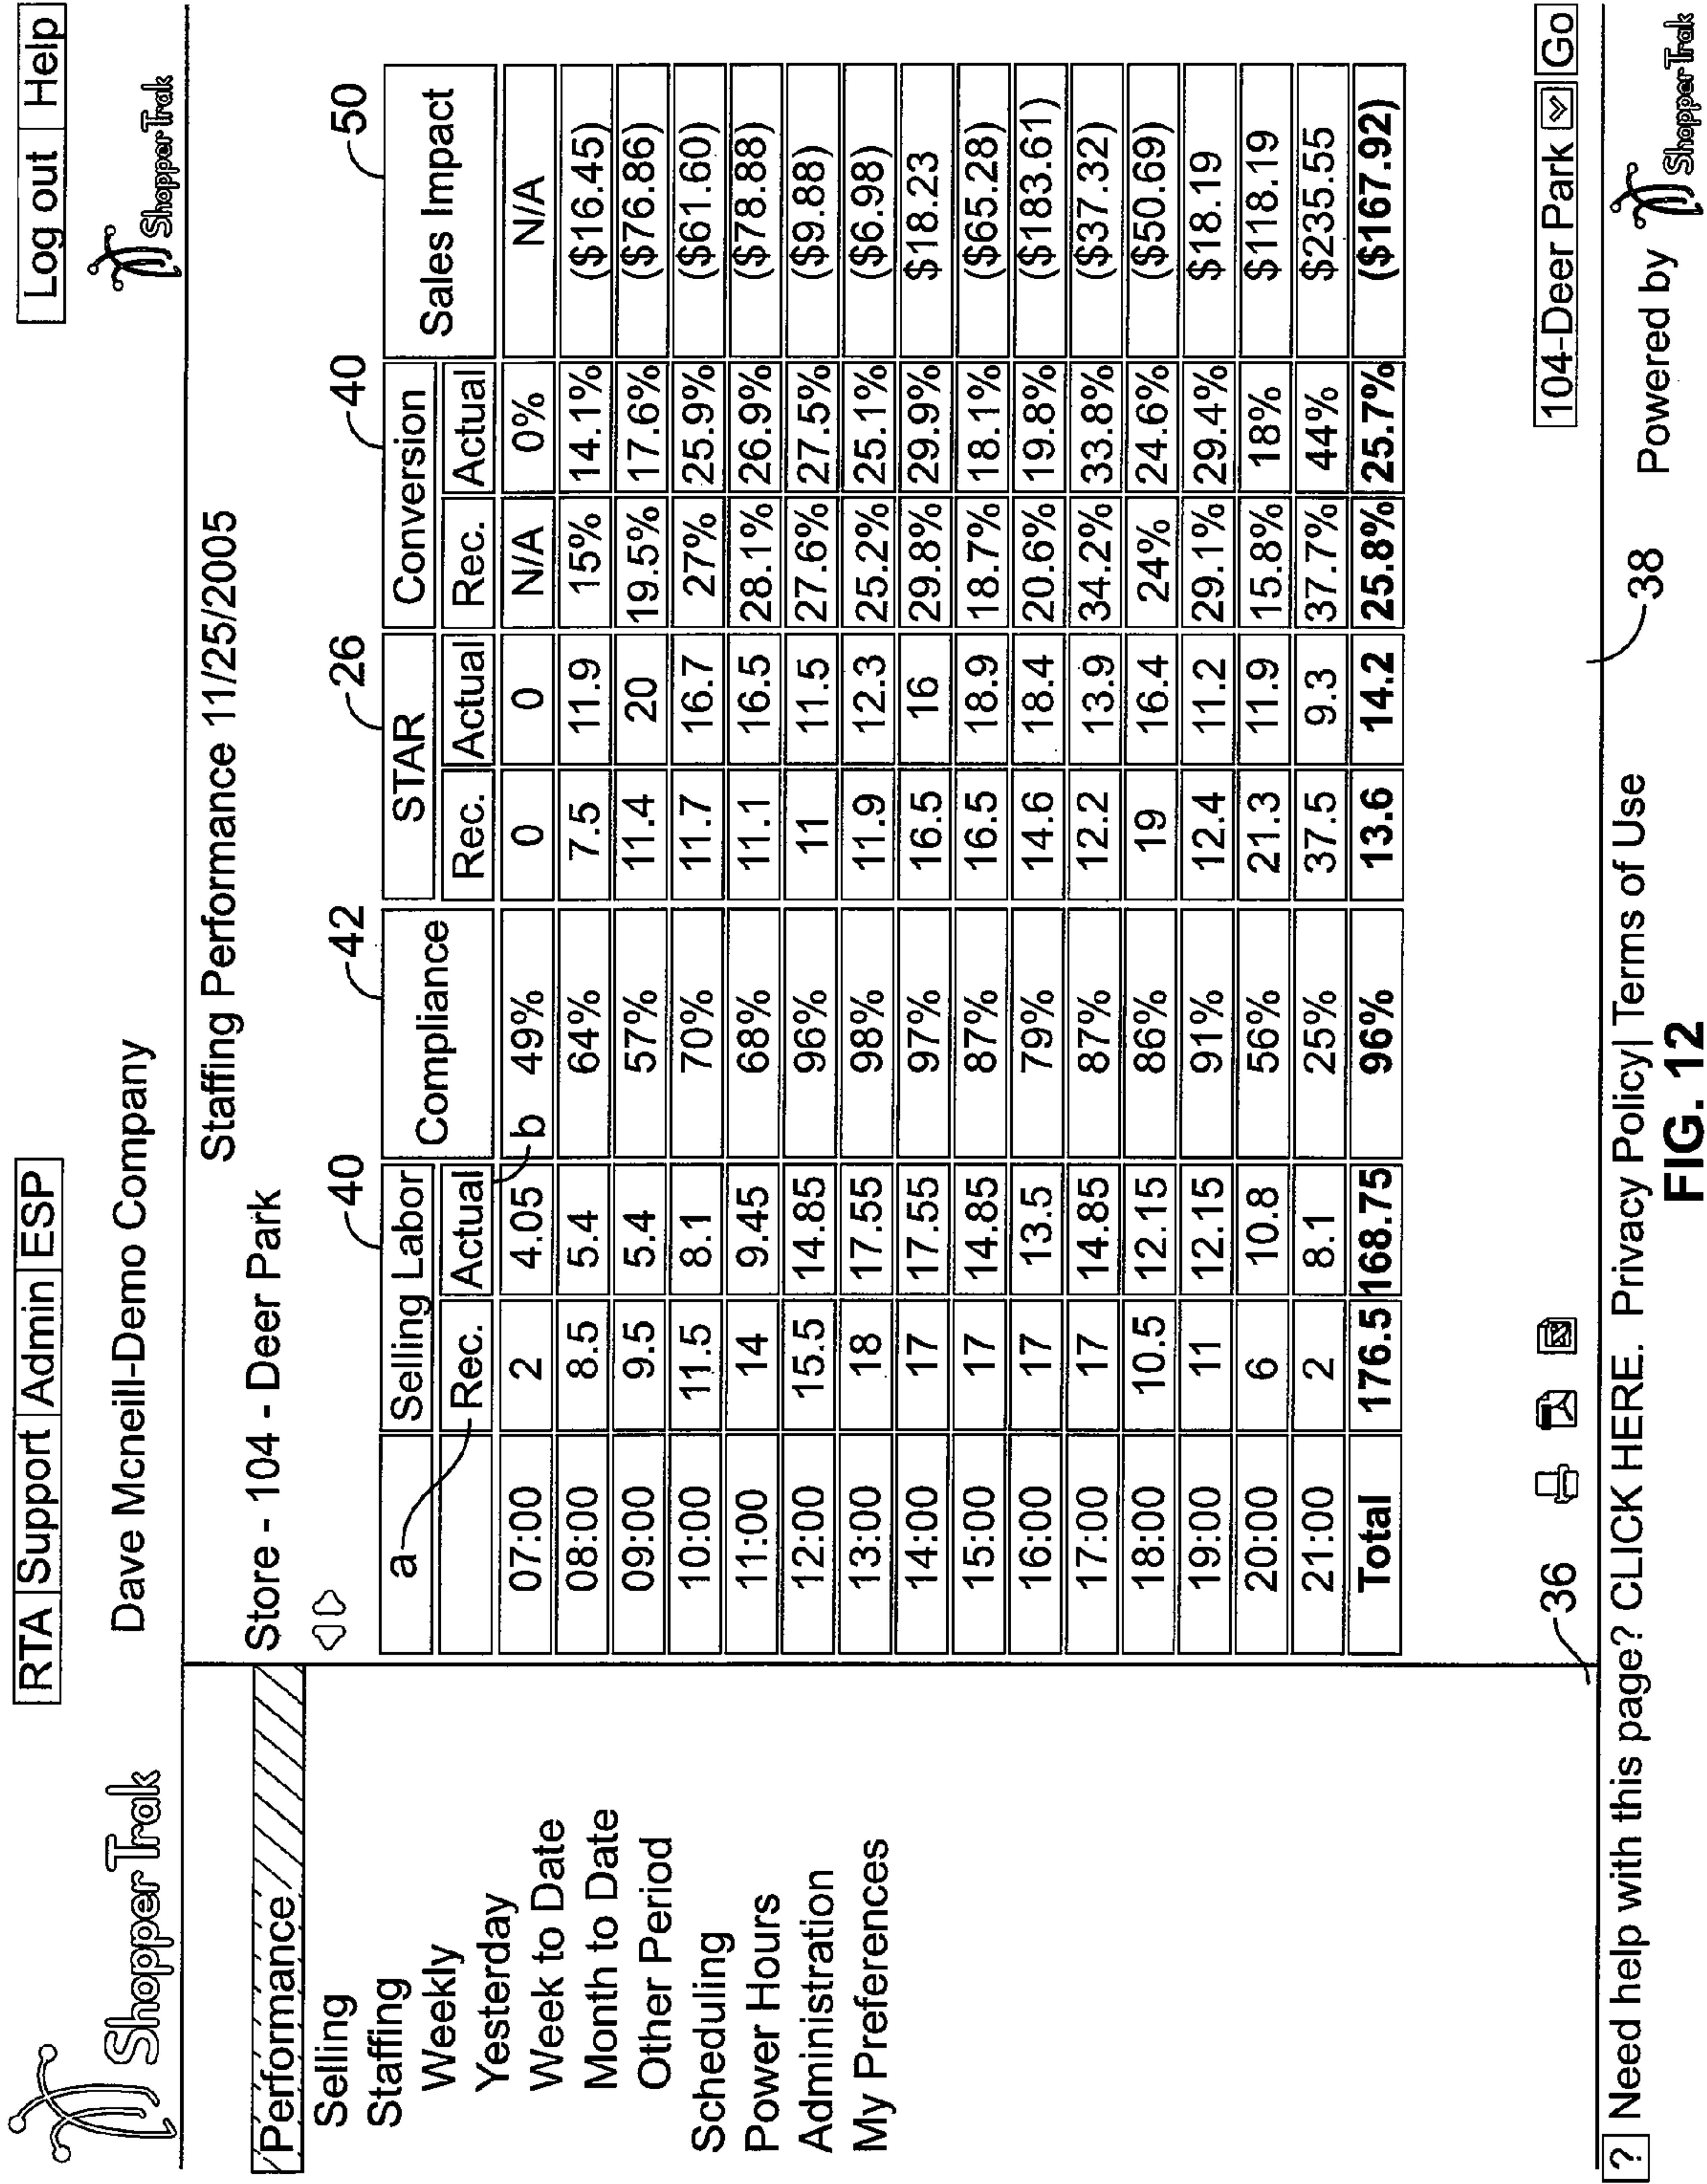 RTA Support Admin ESP Log out Help
ShopperTrak Dave Mcneill-Demo Company ShopperTrak
Staffing Performance 11/25/2005
Performance
Selling
Staffing
Weekly
Yesterday
Week to Date
Month to Date
Other Period
Scheduling
Power Hours
Administration
My Preferences
Store - 104 - Deer Park
40 42 26 40 50
a Selling Labor Compliance STAR Conversion Sales Impact
Rec. Actual Rec. Actual Rec. Actual
07:00 2 4.05 b 49% 0 0 N/A 0% N/A
08:00 8.5 5.4 64% 7.5 11.9 15% 14.1% ($16.45)
09:00 9.5 5.4 57% 11.4 20 19.5% 17.6% ($76.86)
10:00 11.5 8.1 70% 11.7 16.7 27% 25.9% ($61.60)
11:00 14 9.45 68% 11.1 16.5 28.1% 26.9% ($78.88)
12:00 15.5 14.85 96% 11 11.5 27.6% 27.5% ($9.88)
13:00 18 17.55 98% 11.9 12.3 25.2% 25.1% ($6.98)
14:00 17 17.55 97% 16.5 16 29.8% 29.9% $18.23
15:00 17 14.85 87% 16.5 18.9 18.7% 18.1% ($65.28)
16:00 17 13.5 79% 14.6 18.4 20.6% 19.8% ($183.61)
17:00 17 14.85 87% 12.2 13.9 34.2% 33.8% ($37.32)
18:00 10.5 12.15 86% 19 16.4 24% 24.6% ($50.69)
19:00 11 12.15 91% 12.4 11.2 29.1% 29.4% $18.19
20:00 6 10.8 56% 21.3 11.9 15.8% 18% $118.19
21:00 2 8.1 25% 37.5 9.3 37.7% 44% $235.55
Total 176.5 168.75 96% 13.6 14.2 25.8% 25.7% ($167.92)
36 104-Deer Park Go
38
? Need help with this page? CLICK HERE. Privacy Policy| Terms of Use Powered by ShopperTrak
FIG. 12